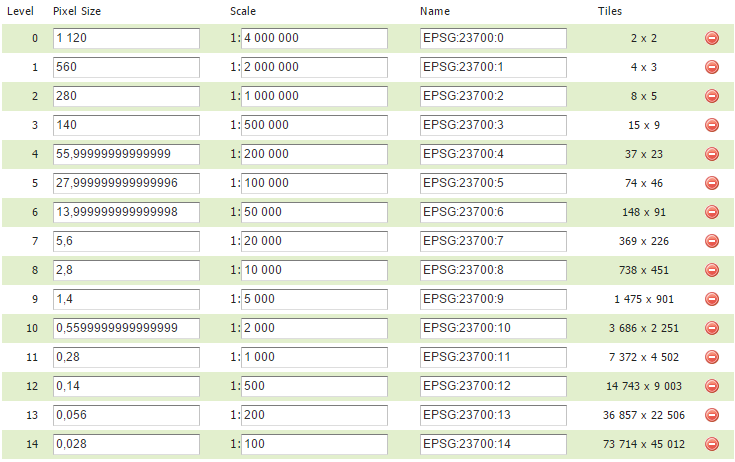 Level Pixel Size Scale Name Tiles
0 1 120 1: 4 000 000 EPSG:23700:0 2 x 2
1 560 1: 2 000 000 EPSG:23700:1 4 x 3
2 280 1: 1 000 000 EPSG:23700:2 8 x 5
3 140 1: 500 000 EPSG:23700:3 15 x 9
4 55,99999999999999 1: 200 000 EPSG:23700:4 37 x 23
5 27,999999999999996 1: 100 000 EPSG:23700:5 74 x 46
6 13,999999999999998 1: 50 000 EPSG:23700:6 148 x 91
7 5,6 1: 20 000 EPSG:23700:7 369 x 226
8 2,8 1: 10 000 EPSG:23700:8 738 x 451
9 1,4 1: 5 000 EPSG:23700:9 1 475 x 901
10 0,5599999999999999 1: 2 000 EPSG:23700:10 3 686 x 2 251
11 0,28 1: 1 000 EPSG:23700:11 7 372 x 4 502
12 0,14 1: 500 EPSG:23700:12 14 743 x 9 003
13 0,056 1: 200 EPSG:23700:13 36 857 x 22 506
14 0,028 1: 100 EPSG:23700:14 73 714 x 45 012